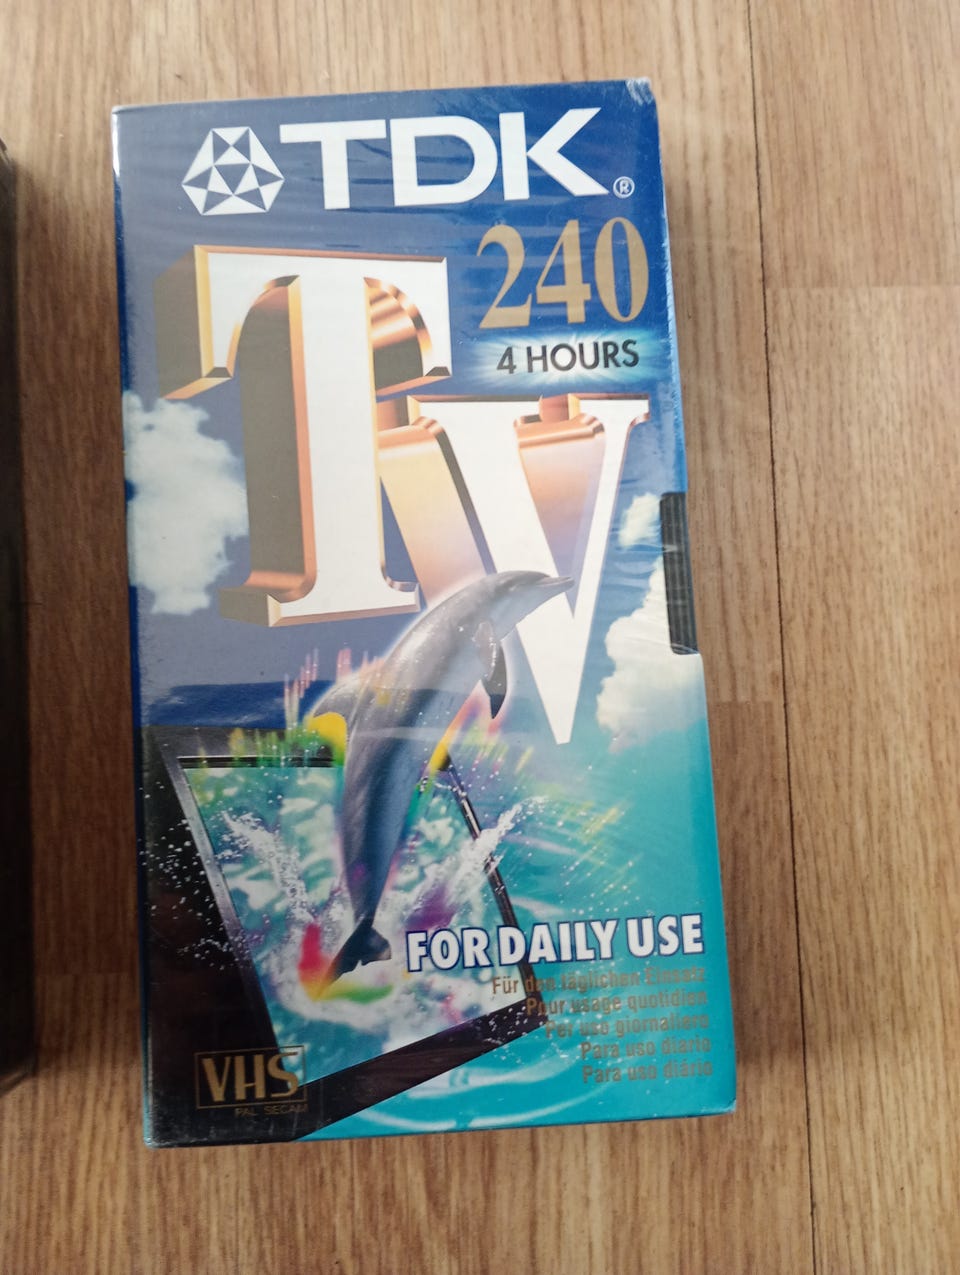 TDK®
TV
240
4 HOURS
FOR DAILY USE
Für den täglichen Einsatz
Pour usage quotidien
Per uso giornaliero
Para uso diario
Para uso diário
VHS
PAL SECAM